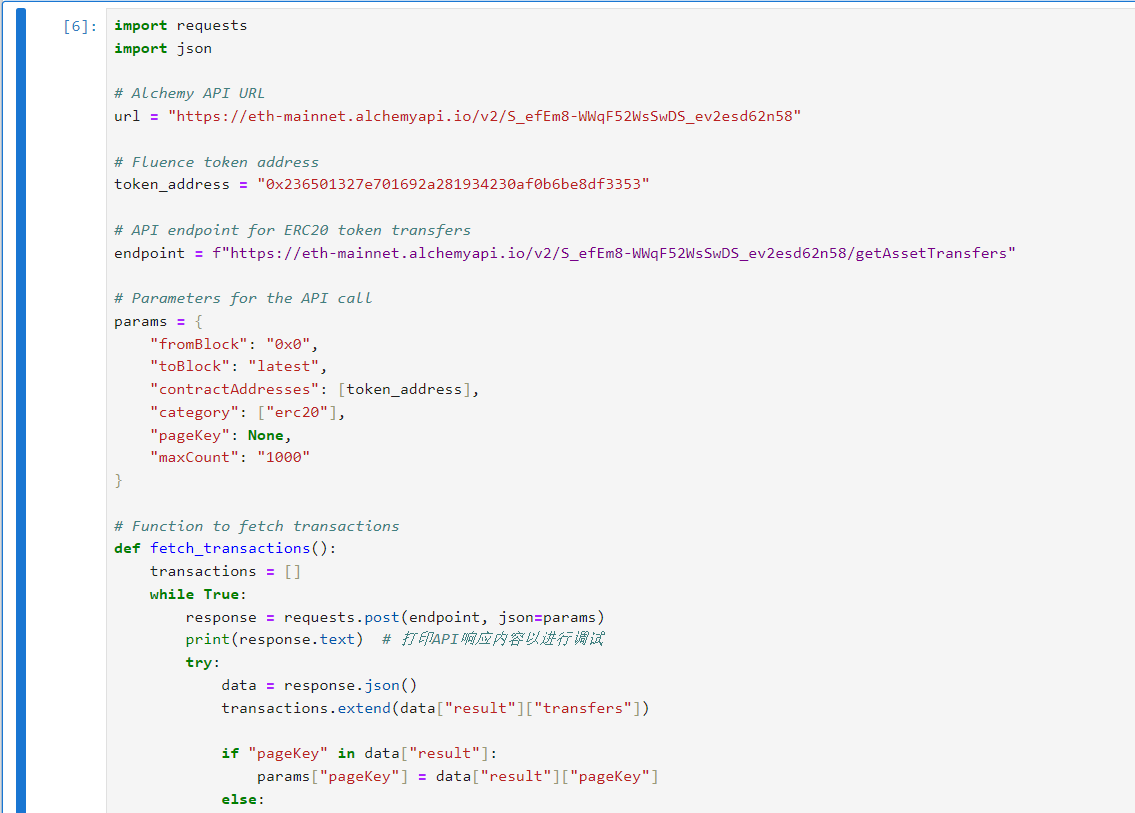 [6]:
import requests
import json
# Alchemy API URL
url = "https://eth-mainnet.alchemyapi.io/v2/S_efEm8-WWqF52WsSwDS_ev2esd62n58"
# Fluence token address
token_address = "0x236501327e701692a281934230af0b6be8df3353"
# API endpoint for ERC20 token transfers
endpoint = f"https://eth-mainnet.alchemyapi.io/v2/S_efEm8-WWqF52WsSwDS_ev2esd62n58/getAssetTransfers"
# Parameters for the API call
params = {
    "fromBlock": "0x0",
    "toBlock": "latest",
    "contractAddresses": [token_address],
    "category": ["erc20"],
    "pageKey": None,
    "maxCount": "1000"
}
# Function to fetch transactions
def fetch_transactions():
    transactions = []
    while True:
        response = requests.post(endpoint, json=params)
        print(response.text)  # 打印API响应内容以进行调试
        try:
            data = response.json()
            transactions.extend(data["result"]["transfers"])
            if "pageKey" in data["result"]:
                params["pageKey"] = data["result"]["pageKey"]
            else: